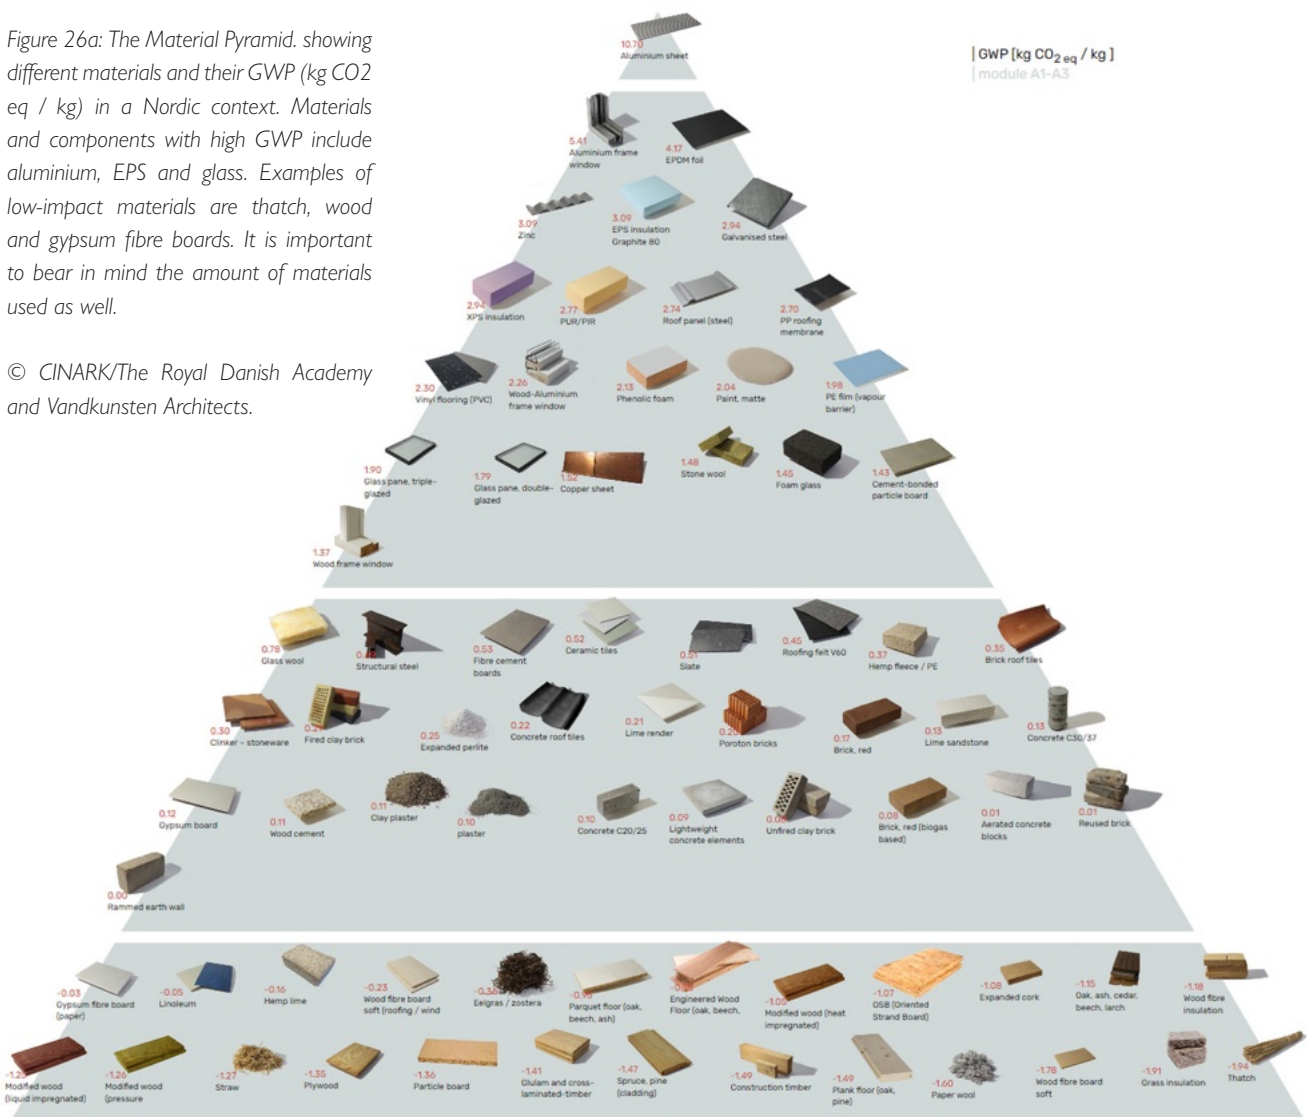 Figure 26a: The Material Pyramid. showing
different materials and their GWP (kg CO2
eq / kg) in a Nordic context. Materials
and components with high GWP include
aluminium, EPS and glass. Examples of
low-impact materials are thatch, wood
and gypsum fibre boards. It is important
to bear in mind the amount of materials
used as well.
© CINARK/The Royal Danish Academy
and Vandkunsten Architects.
| GWP [kg CO2 eq / kg ]
| module A1-A3
10.70
Aluminium sheet
5.41
Aluminium frame
window
4.17
EPDM foil
3.09
Zinc
3.09
EPS insulation
Graphite 80
2.94
Galvanised steel
2.94
XPS insulation
2.77
PUR/PIR
2.74
Roof panel (steel)
2.70
PP roofing
membrane
2.30
Vinyl flooring (PVC)
2.26
Wood-Aluminium
frame window
2.13
Phenolic foam
2.04
Paint, matte
1.98
PE film (vapour
barrier)
1.90
Glass pane, triple-
glazed
1.79
Glass pane, double-
glazed
1.52
Copper sheet
1.48
Stone wool
1.45
Foam glass
1.43
Cement-bonded
particle board
1.37
Wood frame window
0.78
Glass wool
Structural steel
0.53
Fibre cement
boards
0.52
Ceramic tiles
0.51
Slate
0.45
Roofing felt V60
0.37
Hemp fleece / PE
0.35
Brick roof tiles
0.30
Clinker - stoneware
Fired clay brick
0.25
Expanded perlite
0.22
Concrete roof tiles
0.21
Lime render
0.20
Poroton bricks
0.17
Brick, red
0.13
Lime sandstone
0.13
Concrete C30/37
0.12
Gypsum board
0.11
Wood cement
0.11
Clay plaster
0.10
plaster
0.10
Concrete C20/25
0.09
Lightweight
concrete elements
Unfired clay brick
0.08
Brick, red (biogas
based)
0.01
Aerated concrete
blocks
0.01
Reused brick
0.00
Rammed earth wall
-0.03
Gypsum fibre board
(paper)
-0.05
Linoleum
-0.16
Hemp lime
-0.23
Wood fibre board
soft (roofing / wind
Eelgras / zostera
Parquet floor (oak,
beech, ash)
Engineered Wood
Floor (oak, beech,
Modified wood (heat
impregnated)
-1.07
OSB (Oriented
Strand Board)
-1.08
Expanded cork
-1.15
Oak, ash, cedar,
beech, larch
-1.18
Wood fibre
insulation
-1.20
Modified wood
(liquid impregnated)
-1.26
Modified wood
(pressure
-1.27
Straw
-1.35
Plywood
-1.36
Particle board
-1.41
Glulam and cross-
laminated-timber
-1.47
Spruce, pine
(cladding)
-1.49
Construction timber
-1.49
Plank floor (oak,
pine)
-1.60
Paper wool
-1.78
Wood fibre board
soft
-1.91
Grass insulation
-1.94
Thatch